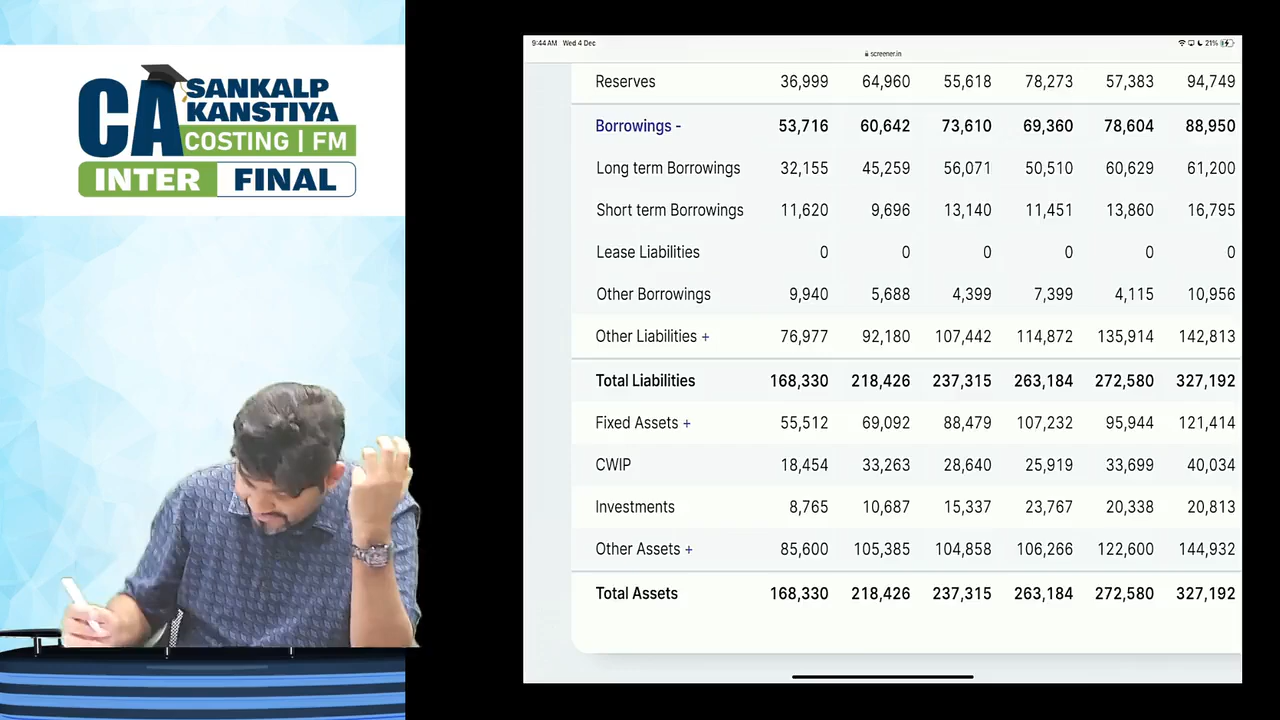 CA SANKALP KANSTIYA
COSTING | FM
INTER FINAL
9:44 AM Wed 4 Dec
screener.in
21%
Reserves 36,999 64,960 55,618 78,273 57,383 94,749
Borrowings - 53,716 60,642 73,610 69,360 78,604 88,950
Long term Borrowings 32,155 45,259 56,071 50,510 60,629 61,200
Short term Borrowings 11,620 9,696 13,140 11,451 13,860 16,795
Lease Liabilities 0 0 0 0 0 0
Other Borrowings 9,940 5,688 4,399 7,399 4,115 10,956
Other Liabilities + 76,977 92,180 107,442 114,872 135,914 142,813
Total Liabilities 168,330 218,426 237,315 263,184 272,580 327,192
Fixed Assets + 55,512 69,092 88,479 107,232 95,944 121,414
CWIP 18,454 33,263 28,640 25,919 33,699 40,034
Investments 8,765 10,687 15,337 23,767 20,338 20,813
Other Assets + 85,600 105,385 104,858 106,266 122,600 144,932
Total Assets 168,330 218,426 237,315 263,184 272,580 327,192